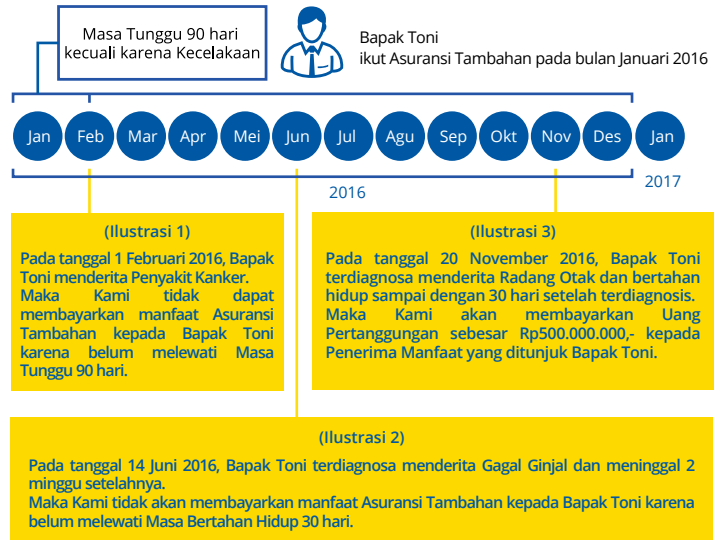 Masa Tunggu 90 hari
kecuali karena Kecelakaan
Bapak Toni
ikut Asuransi Tambahan pada bulan Januari 2016
Jan Feb Mar Apr Mei Jun Jul Agu Sep Okt Nov Des Jan
2016
2017
(Ilustrasi 1)
Pada tanggal 1 Februari 2016, Bapak
Toni menderita Penyakit Kanker.
Maka Kami tidak dapat
membayarkan manfaat Asuransi
Tambahan kepada Bapak Toni
karena belum melewati Masa
Tunggu 90 hari.
(Ilustrasi 3)
Pada tanggal 20 November 2016, Bapak Toni
terdiagnosa menderita Radang Otak dan bertahan
hidup sampai dengan 30 hari setelah terdiagnosis.
Maka Kami akan membayarkan Uang
Pertanggungan sebesar Rp500.000.000,- kepada
Penerima Manfaat yang ditunjuk Bapak Toni.
(Ilustrasi 2)
Pada tanggal 14 Juni 2016, Bapak Toni terdiagnosa menderita Gagal Ginjal dan meninggal 2
minggu setelahnya.
Maka Kami tidak akan membayarkan manfaat Asuransi Tambahan kepada Bapak Toni karena
belum melewati Masa Bertahan Hidup 30 hari.